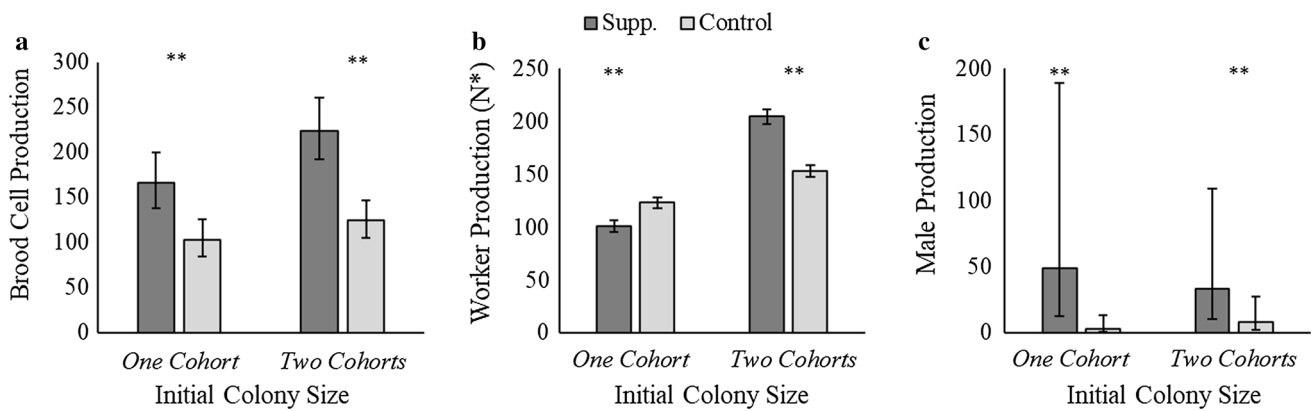 Supp. Control
a
**
**
Brood Cell Production
300
250
200
150
100
50
0
One Cohort Two Cohorts
Initial Colony Size
b
**
**
Worker Production (N*)
250
200
150
100
50
0
One Cohort Two Cohorts
Initial Colony Size
c
**
**
Male Production
200
150
100
50
0
One Cohort Two Cohorts
Initial Colony Size